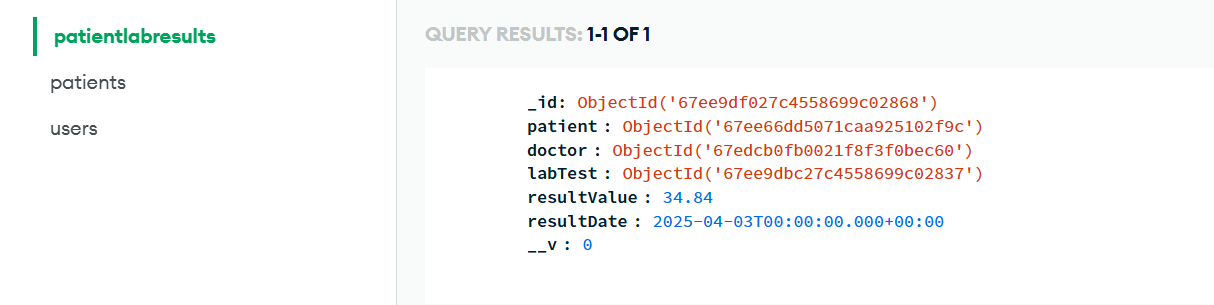 patientlabresults
patients
users
QUERY RESULTS: 1-1 OF 1
_id: ObjectId('67ee9df027c4558699c02868')
patient : ObjectId('67ee66dd5071caa925102f9c')
doctor : ObjectId('67edcb0fb0021f8f3f0bec60')
labTest : ObjectId('67ee9dbc27c4558699c02837')
resultValue : 34.84
resultDate : 2025-04-03T00:00:00.000+00:00
__v : 0